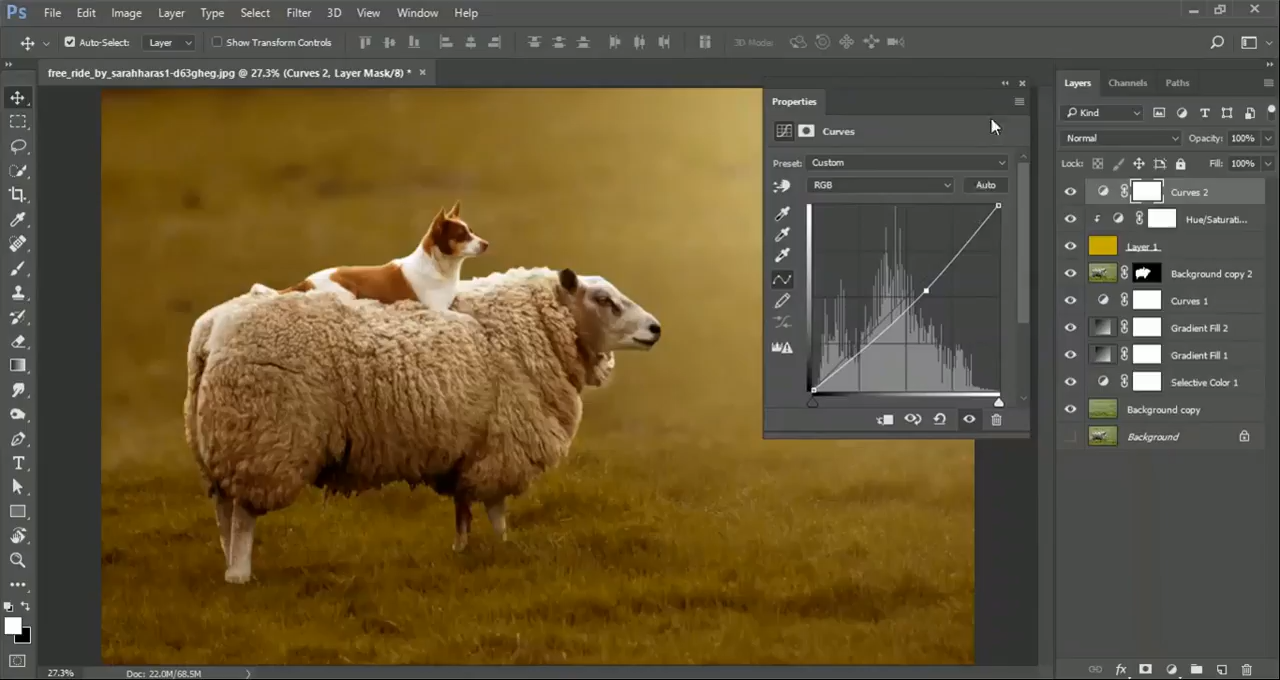 Ps File Edit Image Layer Type Select Filter 3D View Window Help
Auto-Select: Layer Show Transform Controls 3D Mode:
free_ride_by_sarahharas1-d63gheg.jpg @ 27.3% (Curves 2, Layer Mask/8) * ×
Properties
Curves
Preset: Custom
RGB Auto
Layers Channels Paths
Kind
Normal Opacity: 100%
Lock: Fill: 100%
Curves 2
Hue/Saturati...
Layer 1
Background copy 2
Curves 1
Gradient Fill 2
Gradient Fill 1
Selective Color 1
Background copy
Background
27.3% Doc: 22.0M/68.5M